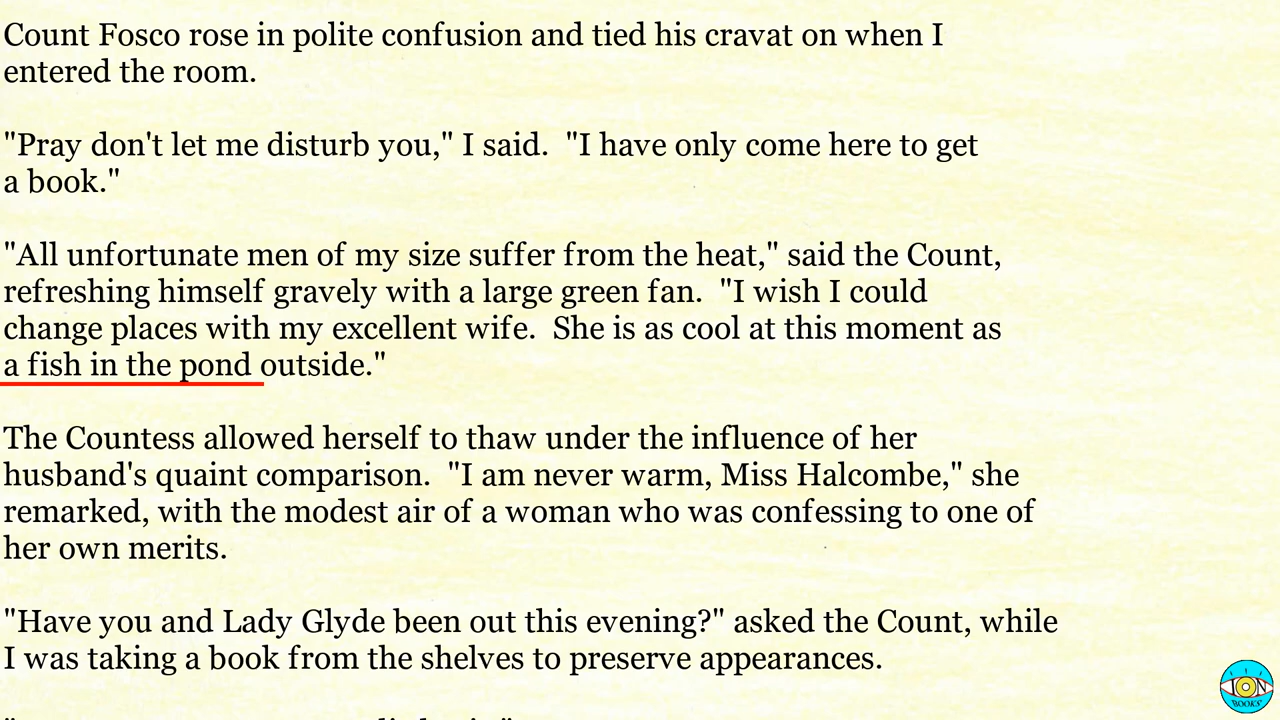 Count Fosco rose in polite confusion and tied his cravat on when I
entered the room.
"Pray don't let me disturb you," I said.  "I have only come here to get
a book."
"All unfortunate men of my size suffer from the heat," said the Count,
refreshing himself gravely with a large green fan.  "I wish I could
change places with my excellent wife.  She is as cool at this moment as
a fish in the pond outside."
The Countess allowed herself to thaw under the influence of her
husband's quaint comparison.  "I am never warm, Miss Halcombe," she
remarked, with the modest air of a woman who was confessing to one of
her own merits.
"Have you and Lady Glyde been out this evening?" asked the Count, while
I was taking a book from the shelves to preserve appearances.
ION
BOOKS